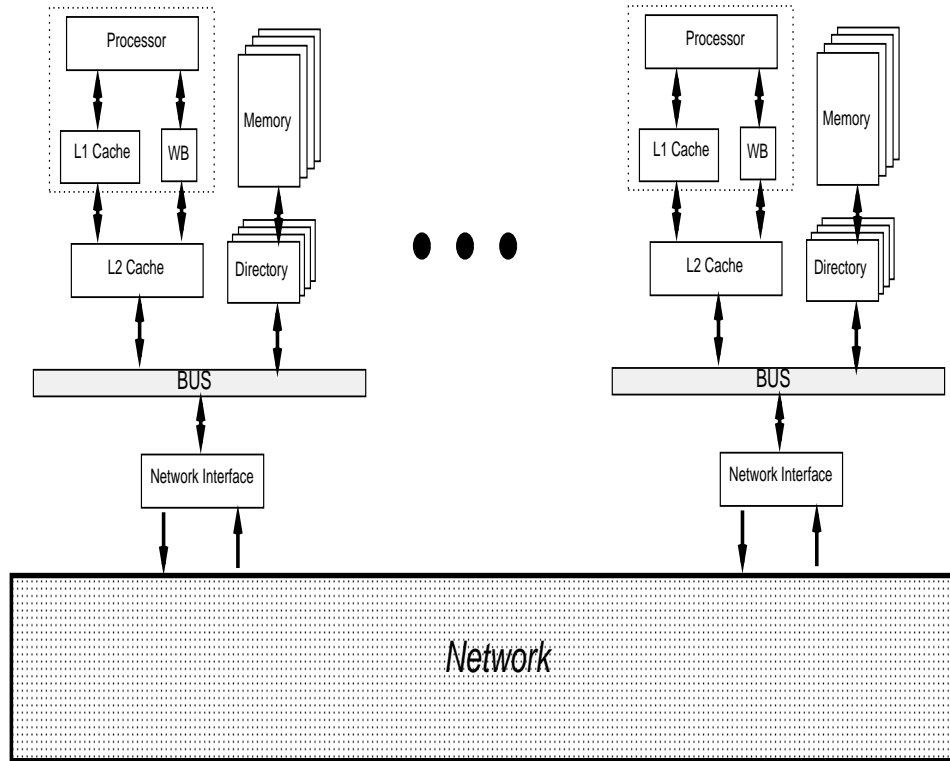 Processor
L1 Cache
WB
Memory
L2 Cache
Directory
BUS
Network Interface
Processor
L1 Cache
WB
Memory
L2 Cache
Directory
BUS
Network Interface
Network